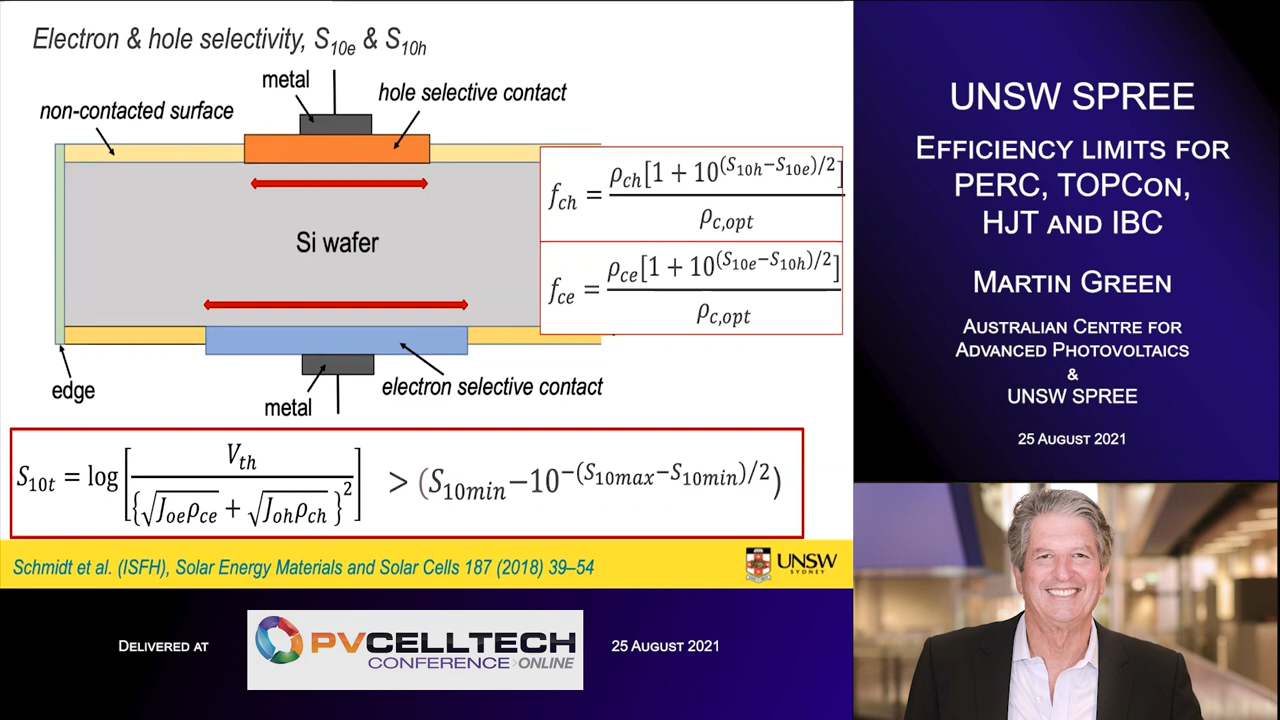 Electron & hole selectivity, S10e & S10h
metal
hole selective contact
non-contacted surface
Si wafer
fch = ρch[1 + 10^(S10h−S10e)/2] / ρc,opt
fce = ρce[1 + 10^(S10e−S10h)/2] / ρc,opt
edge
metal
electron selective contact
S10t = log[Vth / {√Joeρce + √Johρch}^2] > (S10min−10^−(S10max−S10min)/2)
Schmidt et al. (ISFH), Solar Energy Materials and Solar Cells 187 (2018) 39–54
UNSW
SYDNEY
DELIVERED AT
PVCELLTECH
CONFERENCE>ONLINE
25 AUGUST 2021
UNSW SPREE
EFFICIENCY LIMITS FOR
PERC, TOPCON,
HJT AND IBC
MARTIN GREEN
AUSTRALIAN CENTRE FOR
ADVANCED PHOTOVOLTAICS
&
UNSW SPREE
25 AUGUST 2021